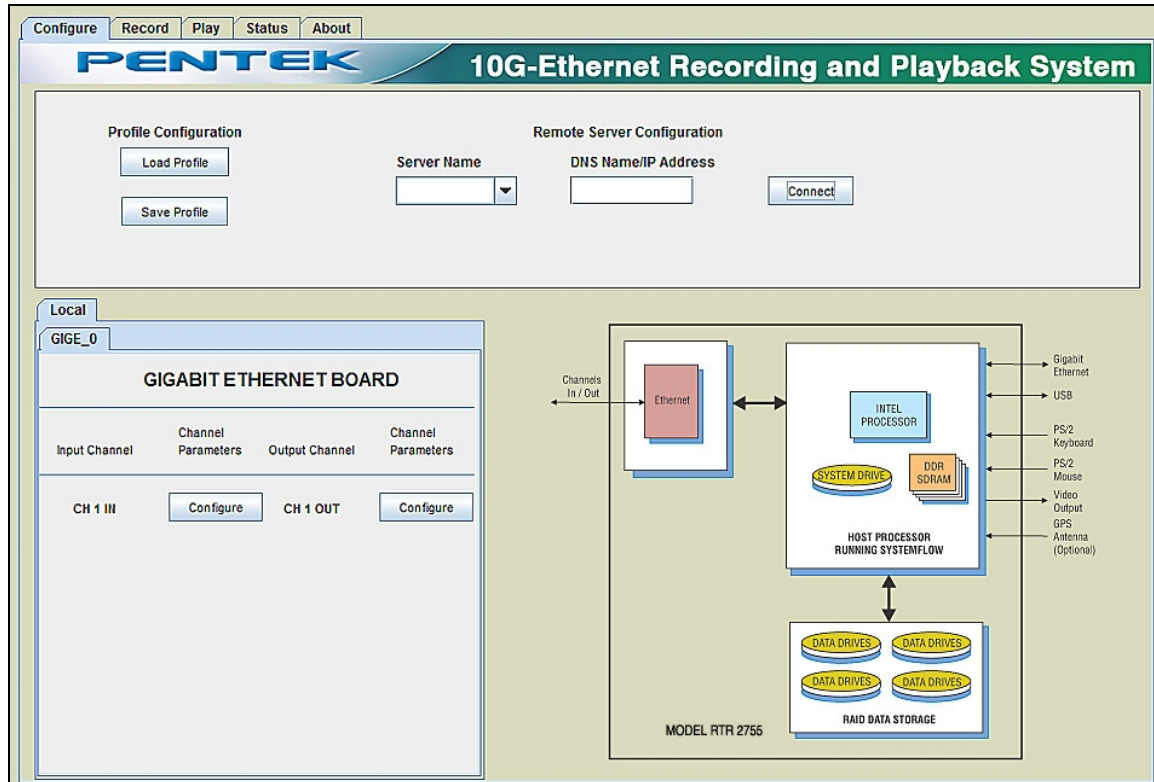 Configure Record Play Status About
PENTEK
10G-Ethernet Recording and Playback System
Profile Configuration
Load Profile
Save Profile
Remote Server Configuration
Server Name
DNS Name/IP Address
Connect
Local
GIGE_0
GIGABIT ETHERNET BOARD
Input Channel
Channel
Parameters
Output Channel
Channel
Parameters
CH 1 IN
Configure
CH 1 OUT
Configure
Channels
In / Out
Ethernet
INTEL
PROCESSOR
SYSTEM DRIVE
DDR
SDRAM
HOST PROCESSOR
RUNNING SYSTEMFLOW
Gigabit
Ethernet
USB
PS/2
Keyboard
PS/2
Mouse
Video
Output
GPS
Antenna
(Optional)
DATA DRIVES
DATA DRIVES
DATA DRIVES
DATA DRIVES
RAID DATA STORAGE
MODEL RTR 2755